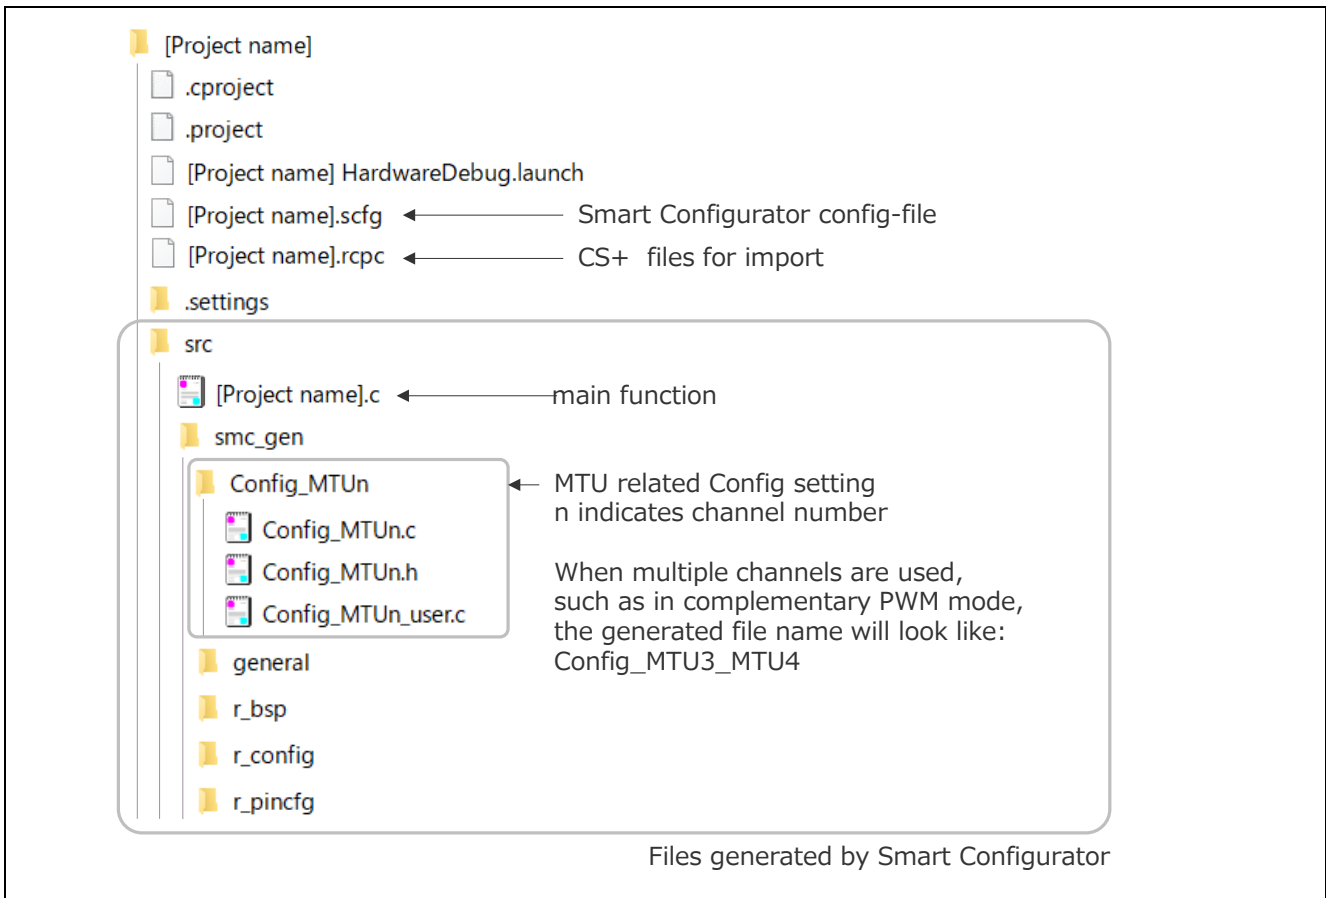 [Project name]
.cproject
.project
[Project name] HardwareDebug.launch
[Project name].scfg
Smart Configurator config-file
[Project name].rcpc
CS+ files for import
.settings
src
[Project name].c
main function
smc_gen
Config_MTUn
MTU related Config setting
n indicates channel number
Config_MTUn.c
Config_MTUn.h
Config_MTUn_user.c
When multiple channels are used,
such as in complementary PWM mode,
the generated file name will look like:
Config_MTU3_MTU4
general
r_bsp
r_config
r_pincfg
Files generated by Smart Configurator